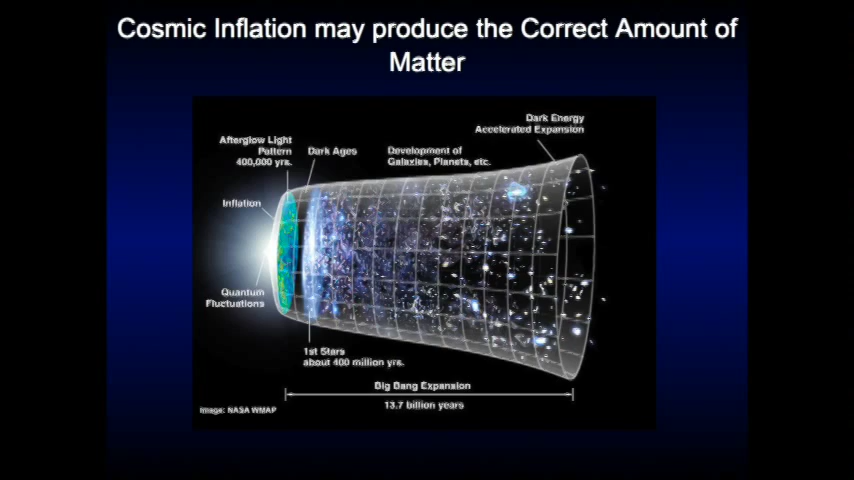 Cosmic Inflation may produce the Correct Amount of
Matter
Dark Energy
Accelerated Expansion
Afterglow Light
Pattern
400,000 yrs.
Dark Ages
Development of
Galaxies, Planets, etc.
Inflation
Quantum
Fluctuations
1st Stars
about 400 million yrs.
Big Bang Expansion
13.7 billion years
Image: NASA WMAP